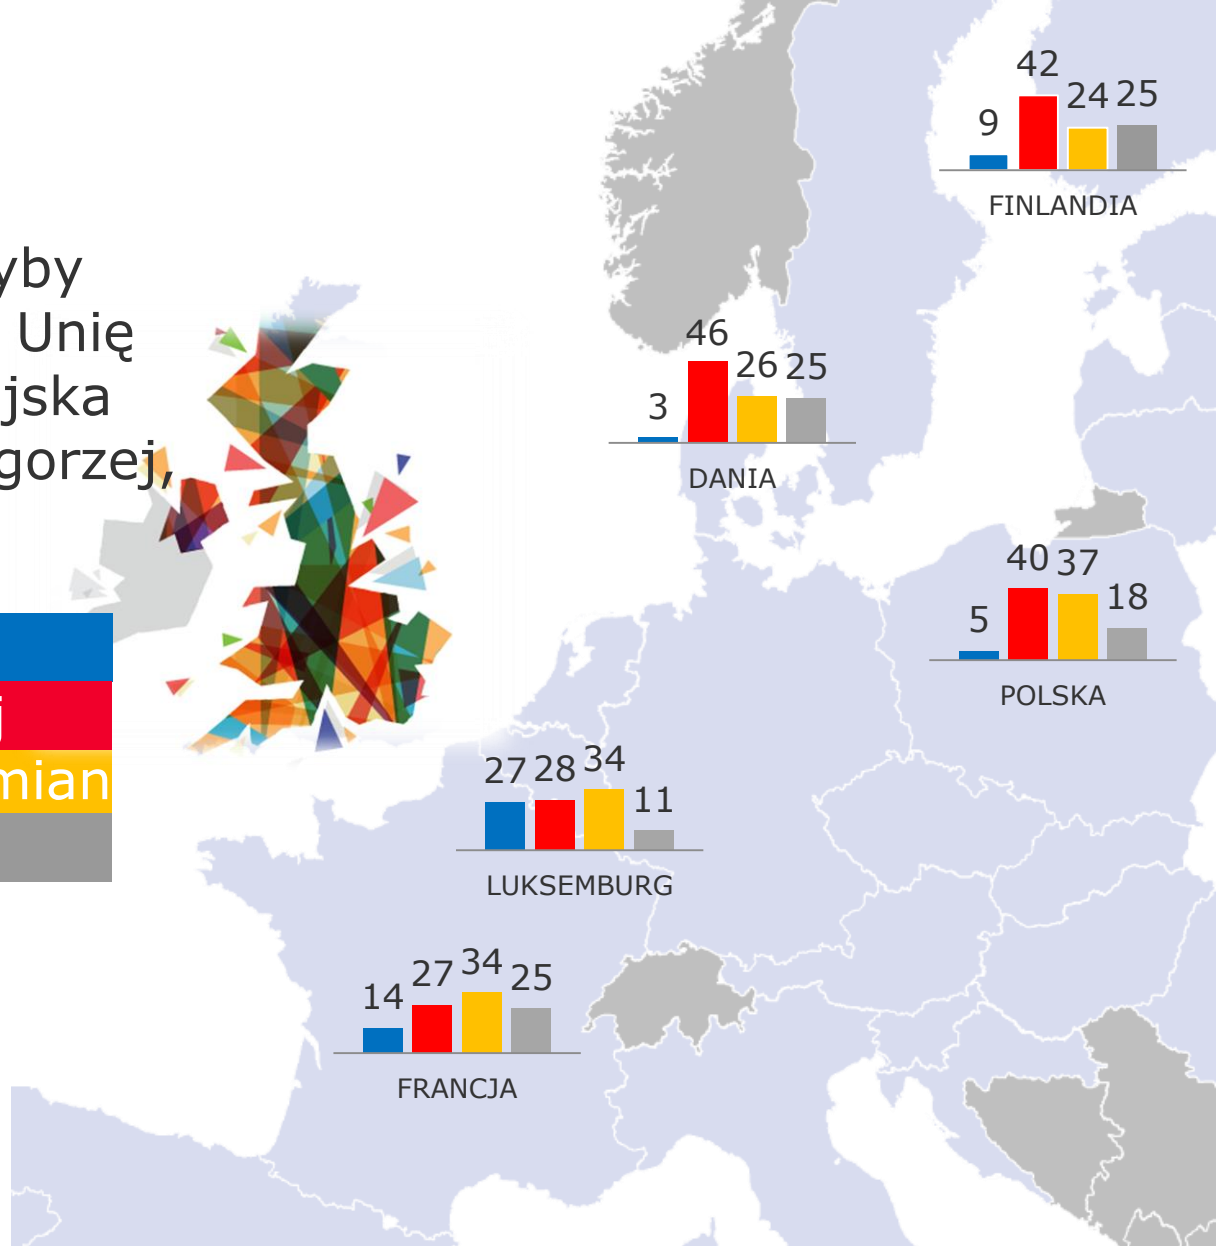 yby
Unię
jska
gorzej,
j
mian
42
9
24
25
FINLANDIA
46
3
26
25
DANIA
40
37
5
18
POLSKA
27
28
34
11
LUKSEMBURG
14
27
34
25
FRANCJA